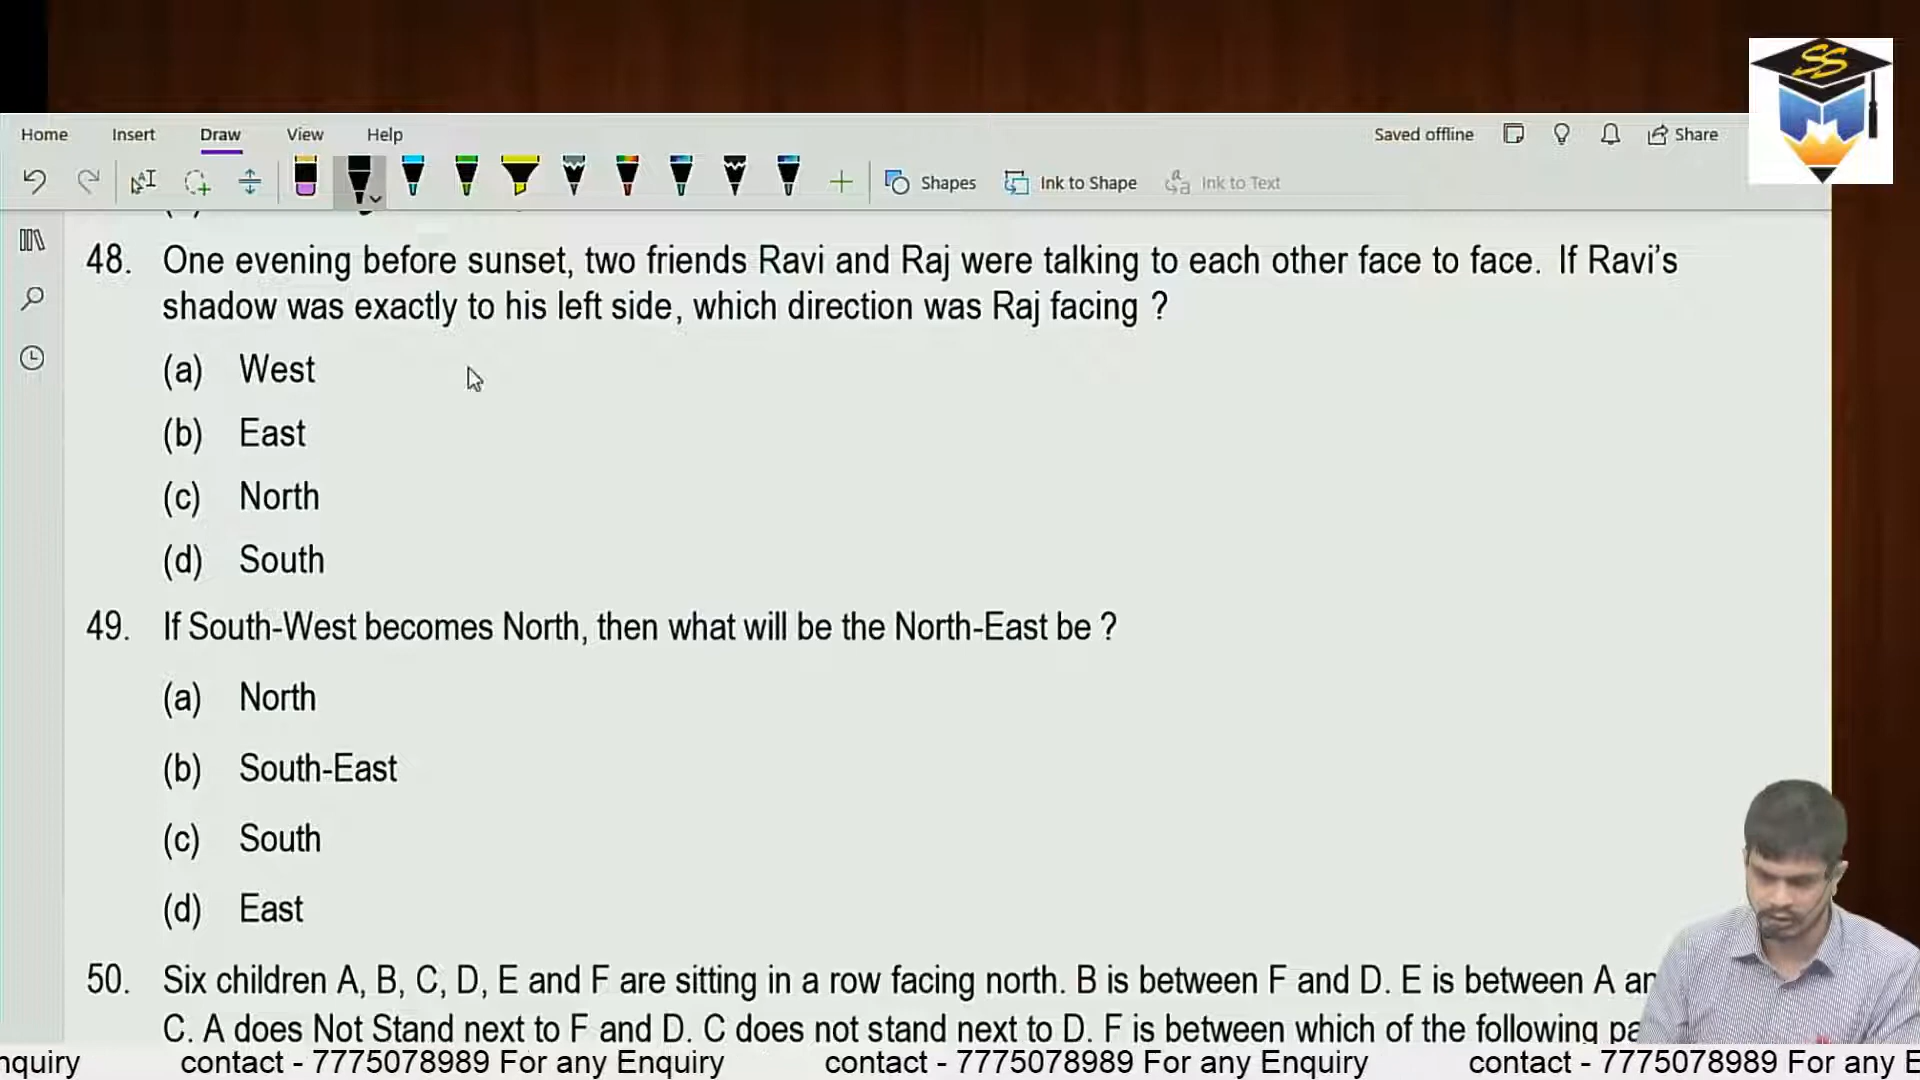 SS
Home Insert Draw View Help Saved offline Share
Shapes Ink to Shape Ink to Text
48. One evening before sunset, two friends Ravi and Raj were talking to each other face to face. If Ravi's
shadow was exactly to his left side, which direction was Raj facing ?
(a) West
(b) East
(c) North
(d) South
49. If South-West becomes North, then what will be the North-East be ?
(a) North
(b) South-East
(c) South
(d) East
50. Six children A, B, C, D, E and F are sitting in a row facing north. B is between F and D. E is between A an
C. A does Not Stand next to F and D. C does not stand next to D. F is between which of the following pa
nquiry contact - 7775078989 For any Enquiry contact - 7775078989 For any Enquiry contact - 7775078989 For any E